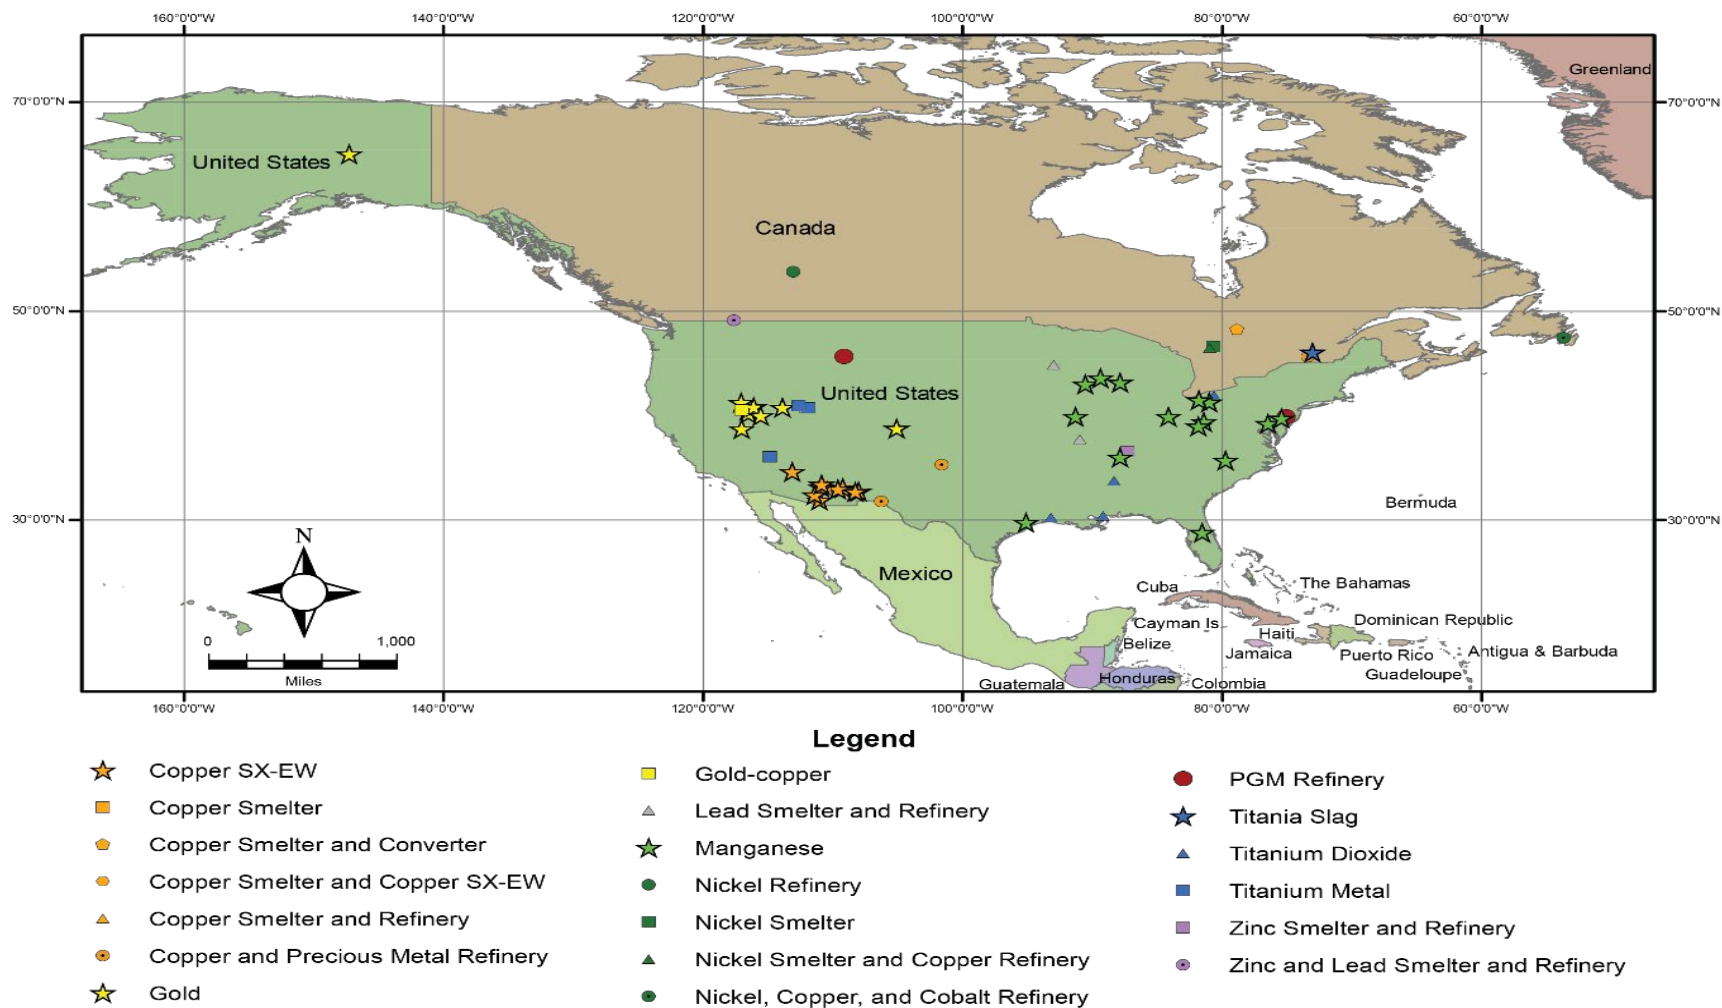 160°0'0"W 140°0'0"W 120°0'0"W 100°0'0"W 80°0'0"W 60°0'0"W
Greenland
70°0'0"N 70°0'0"N
United States
Canada
50°0'0"N 50°0'0"N
United States
30°0'0"N 30°0'0"N
Bermuda
N
Mexico
Cuba
The Bahamas
0 1,000
Miles
Cayman Is.
Dominican Republic
Haiti
Belize
Jamaica
Puerto Rico
Antigua & Barbuda
Guadeloupe
Guatemala
Honduras
Colombia
160°0'0"W 140°0'0"W 120°0'0"W 100°0'0"W 80°0'0"W 60°0'0"W
Legend
Copper SX-EW
Copper Smelter
Copper Smelter and Converter
Copper Smelter and Copper SX-EW
Copper Smelter and Refinery
Copper and Precious Metal Refinery
Gold
Gold-copper
Lead Smelter and Refinery
Manganese
Nickel Refinery
Nickel Smelter
Nickel Smelter and Copper Refinery
Nickel, Copper, and Cobalt Refinery
PGM Refinery
Titania Slag
Titanium Dioxide
Titanium Metal
Zinc Smelter and Refinery
Zinc and Lead Smelter and Refinery